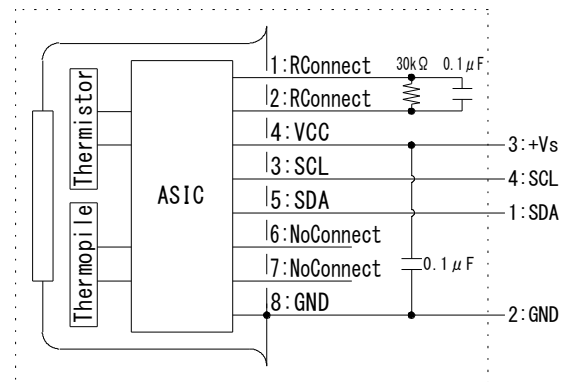 1:RConnect
30kΩ
0.1μF
2:RConnect
4:VCC
3:+Vs
3:SCL
4:SCL
5:SDA
1:SDA
6:NoConnect
7:NoConnect
0.1μF
8:GND
2:GND
Thermistor
Thermopile
ASIC